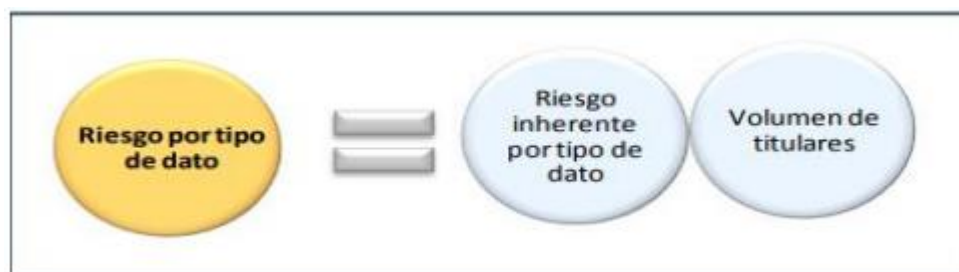 Riesgo por tipo
de dato
Riesgo
inherente
por tipo de
dato
Volumen de
titulares